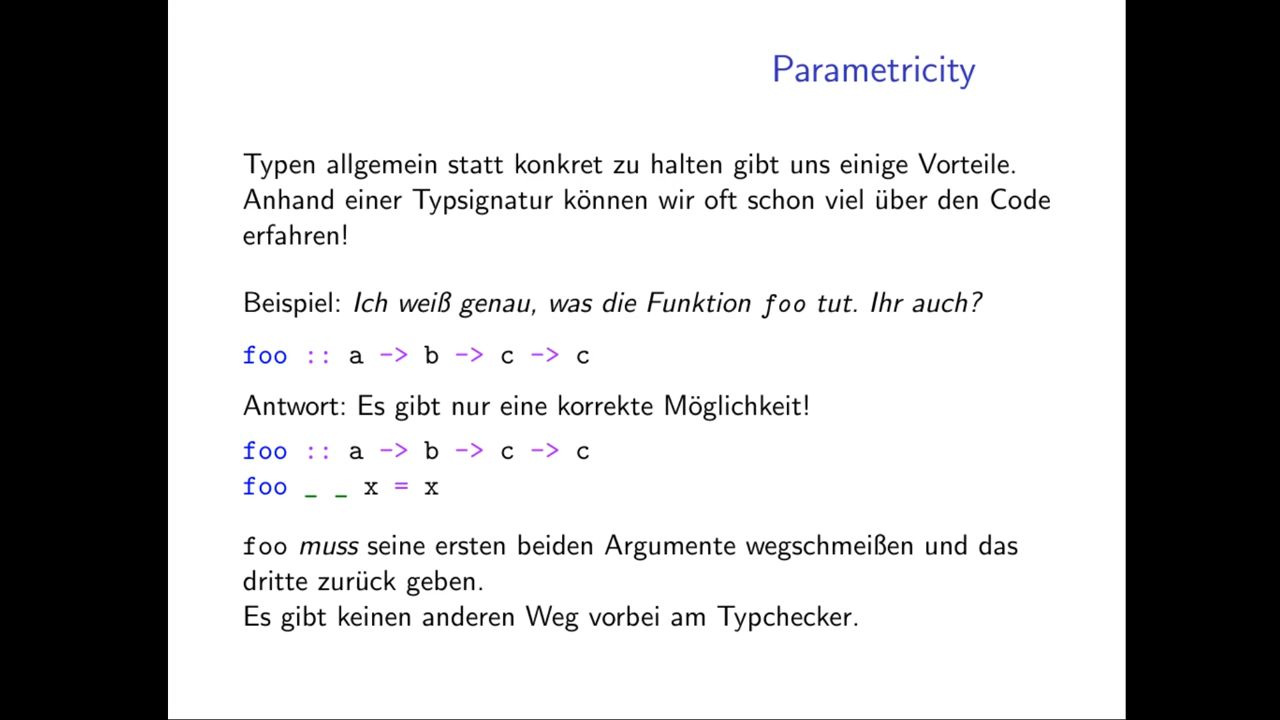 Parametricity
Typen allgemein statt konkret zu halten gibt uns einige Vorteile.
Anhand einer Typsignatur können wir oft schon viel über den Code
erfahren!
Beispiel: Ich weiß genau, was die Funktion foo tut. Ihr auch?
foo :: a -> b -> c -> c
Antwort: Es gibt nur eine korrekte Möglichkeit!
foo :: a -> b -> c -> c
foo _ _ x = x
foo muss seine ersten beiden Argumente wegschmeißen und das
dritte zurück geben.
Es gibt keinen anderen Weg vorbei am Typchecker.